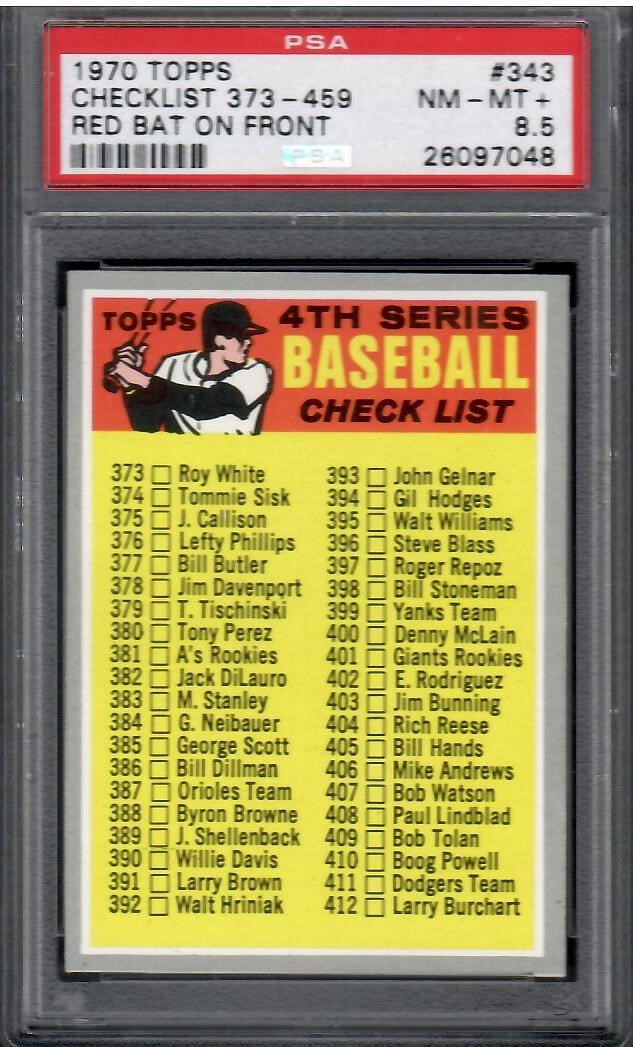 PSA
1970 TOPPS #343
CHECKLIST 373-459 NM-MT+
RED BAT ON FRONT 8.5
PSA 26097048
TOPPS
4TH SERIES
BASEBALL
CHECK LIST
373 Roy White
374 Tommie Sisk
375 J. Callison
376 Lefty Phillips
377 Bill Butler
378 Jim Davenport
379 T. Tischinski
380 Tony Perez
381 A's Rookies
382 Jack DiLauro
383 M. Stanley
384 G. Neibauer
385 George Scott
386 Bill Dillman
387 Orioles Team
388 Byron Browne
389 J. Shellenback
390 Willie Davis
391 Larry Brown
392 Walt Hriniak
393 John Gelnar
394 Gil Hodges
395 Walt Williams
396 Steve Blass
397 Roger Repoz
398 Bill Stoneman
399 Yanks Team
400 Denny McLain
401 Giants Rookies
402 E. Rodriguez
403 Jim Bunning
404 Rich Reese
405 Bill Hands
406 Mike Andrews
407 Bob Watson
408 Paul Lindblad
409 Bob Tolan
410 Boog Powell
411 Dodgers Team
412 Larry Burchart